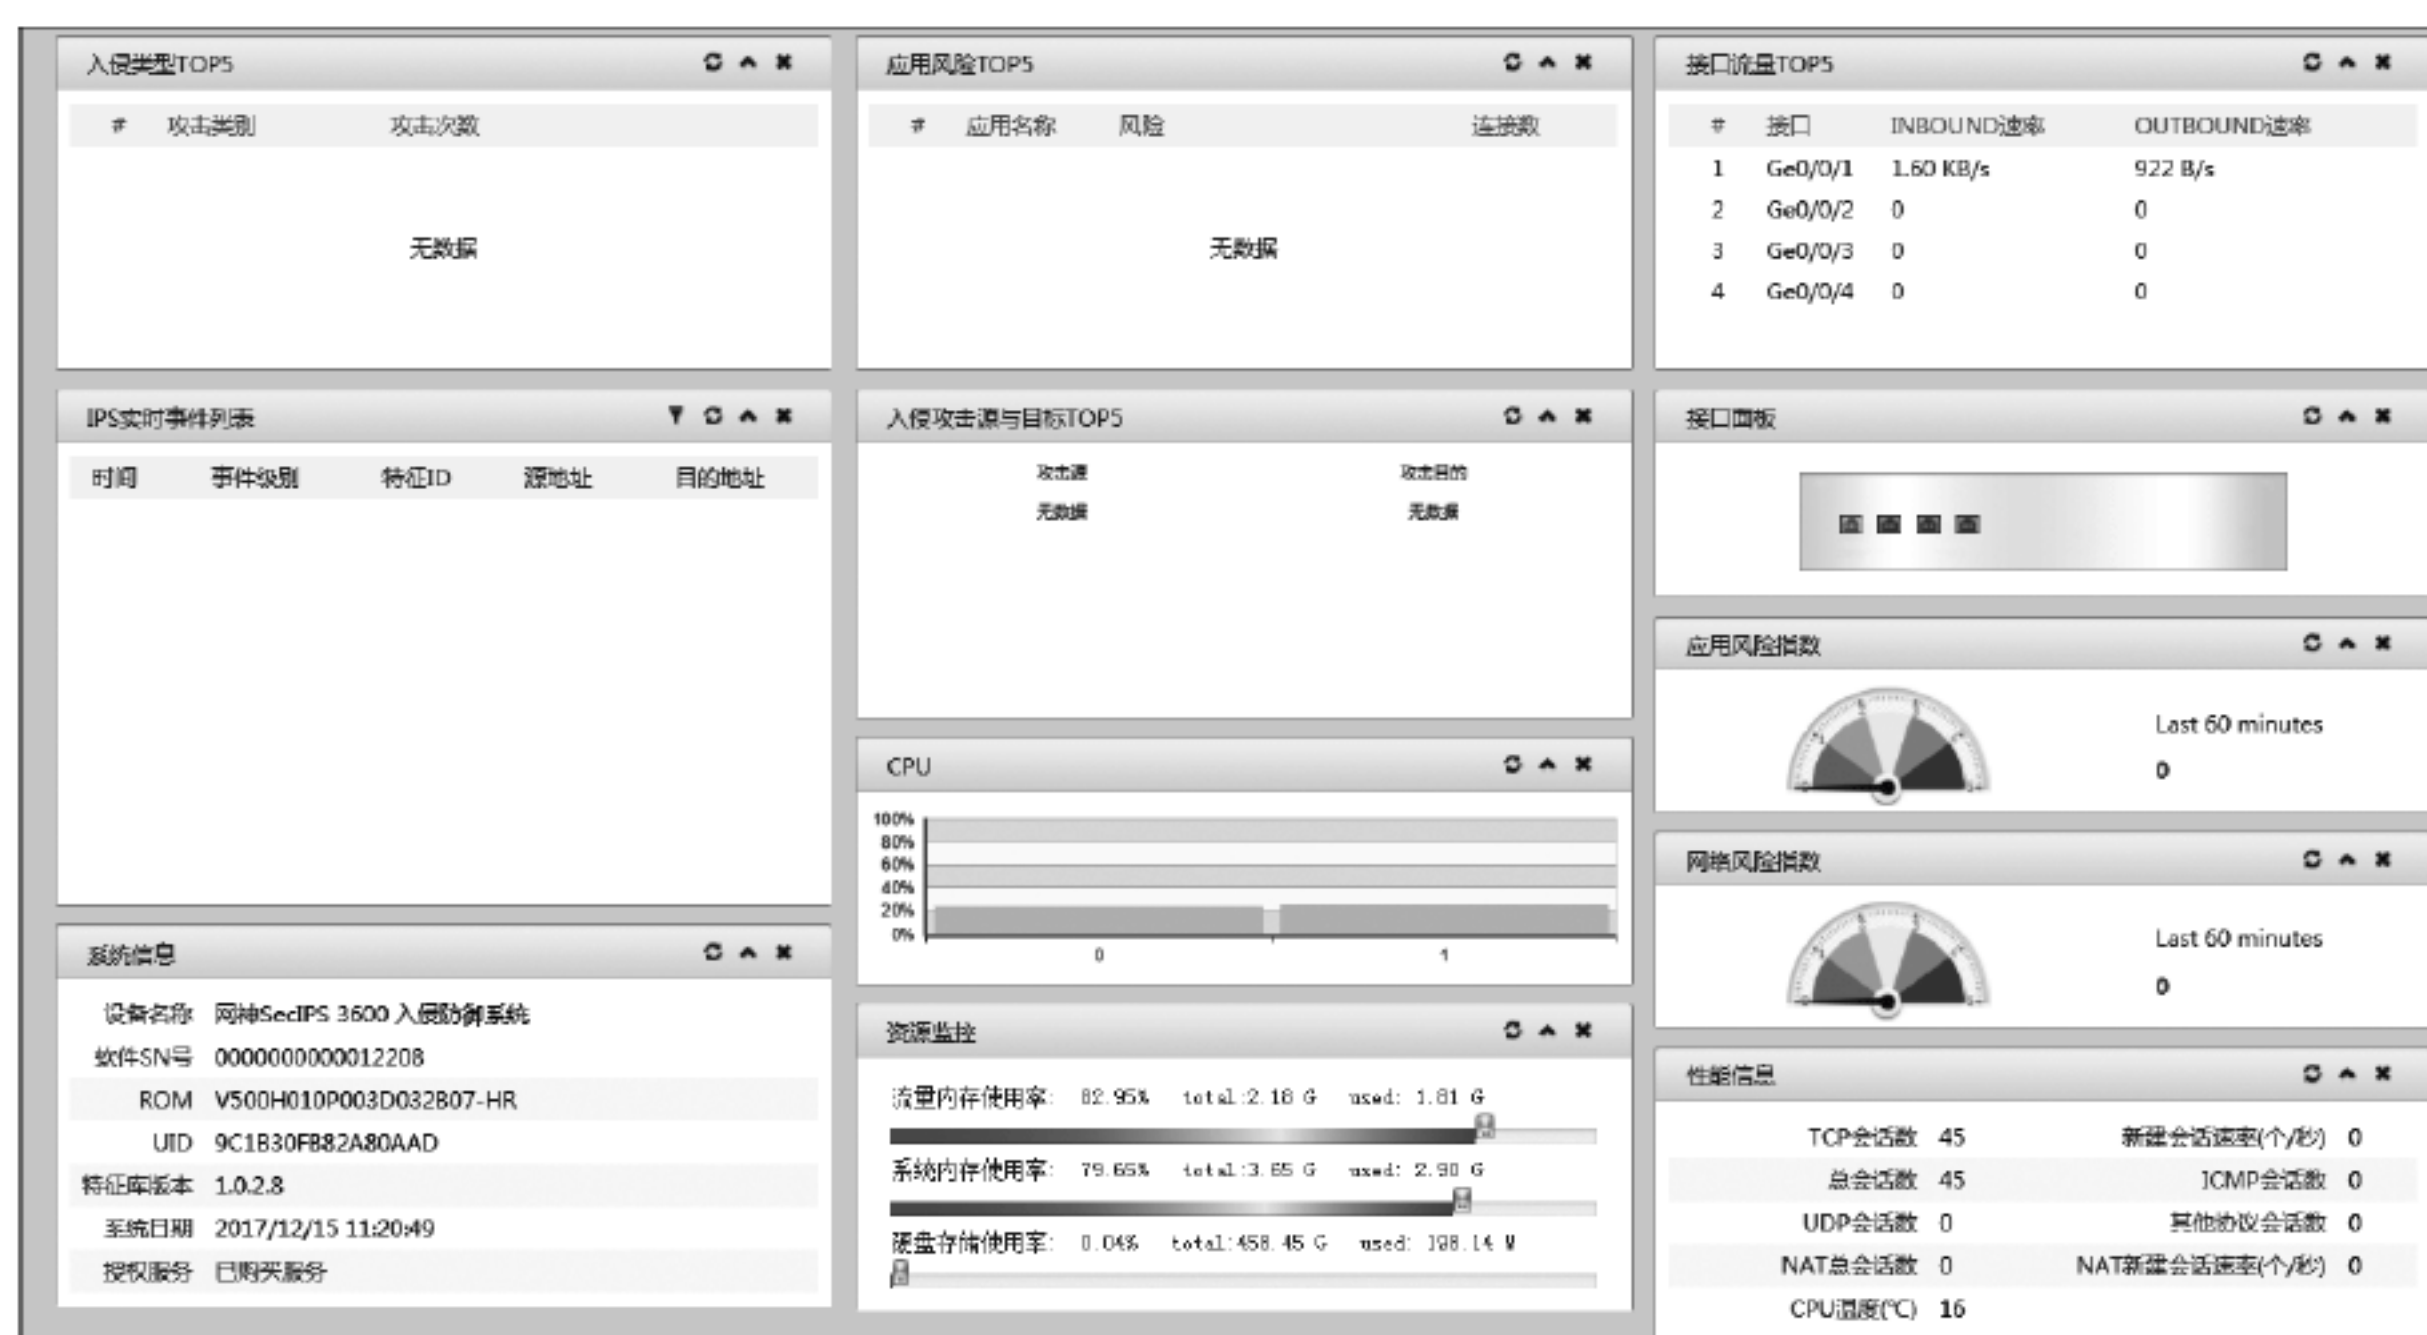 入侵类型TOP5
# 攻击类别 攻击次数
无数据
IPS实时事件列表
时间 事件级别 特征ID 源地址 目的地址
系统信息
设备名称 网神SecIPS 3600 入侵防御系统
软件SN号 0000000000012208
ROM V500H010P003D032B07-HR
UID 9C1B30FB82A80AAD
特征库版本 1.0.2.8
系统日期 2017/12/15 11:20:49
授权服务 已购买服务
应用风险TOP5
# 应用名称 风险 连接数
无数据
入侵攻击源与目标TOP5
攻击源 攻击目的
无数据 无数据
CPU
100%
80%
60%
40%
20%
0%
0 1
资源监控
流量内存使用率: 82.95% total:2.18 G used: 1.81 G
系统内存使用率: 79.65% total:3.65 G used: 2.90 G
硬盘存储使用率: 0.04% total:458.45 G used: 198.14 M
接口流量TOP5
# 接口 INBOUND速率 OUTBOUND速率
1 Ge0/0/1 1.60 KB/s 922 B/s
2 Ge0/0/2 0 0
3 Ge0/0/3 0 0
4 Ge0/0/4 0 0
接口面板
应用风险指数
Last 60 minutes
0
网络风险指数
Last 60 minutes
0
性能信息
TCP会话数 45 新建会话速率(个/秒) 0
总会话数 45 ICMP会话数 0
UDP会话数 0 其他协议会话数 0
NAT总会话数 0 NAT新建会话速率(个/秒) 0
CPU温度(℃) 16